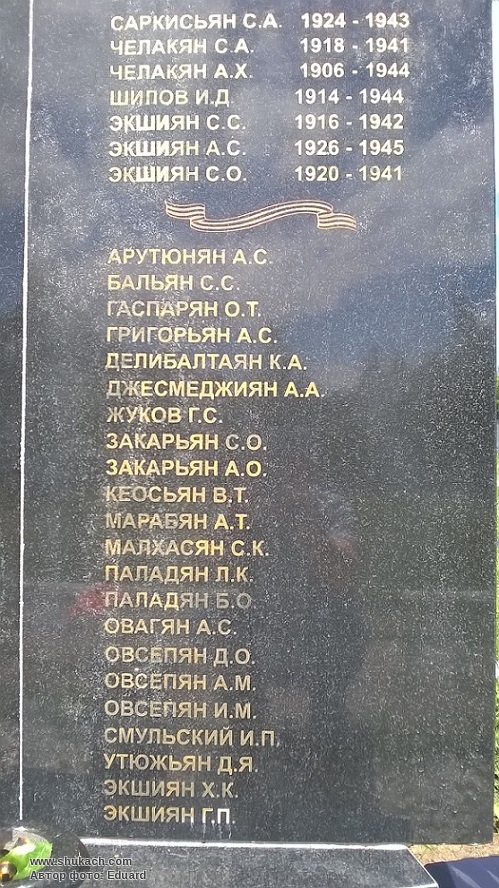 САРКИСЬЯН С.А. 1924 - 1943
ЧЕЛАКЯН С.А. 1918 - 1941
ЧЕЛАКЯН А.Х. 1906 - 1944
ШИЛОВ И.Д. 1914 - 1944
ЭКШИЯН С.С. 1916 - 1942
ЭКШИЯН А.С. 1926 - 1945
ЭКШИЯН С.О. 1920 - 1941
АРУТЮНЯН А.С.
БАЛЬЯН С.С.
ГАСПАРЯН О.Т.
ГРИГОРЬЯН А.С.
ДЕЛИБАЛТАЯН К.А.
ДЖЕСМЕДЖИЯН А.А.
ЖУКОВ Г.С.
ЗАКАРЬЯН С.О.
ЗАКАРЬЯН А.О.
КЕОСЬЯН В.Т.
МАРАБЯН А.Т.
МАЛХАСЯН С.К.
ПАЛАДЯН Л.К.
ПАЛАДЯН Б.О.
ОВАГЯН А.С.
ОВСЕПЯН Д.О.
ОВСЕПЯН А.М.
ОВСЕПЯН И.М.
СМУЛЬСКИЙ И.П.
УТЮЖЬЯН Д.Я.
ЭКШИЯН Х.К.
ЭКШИЯН Г.П.
www.shukach.com
Автор фото: Eduard